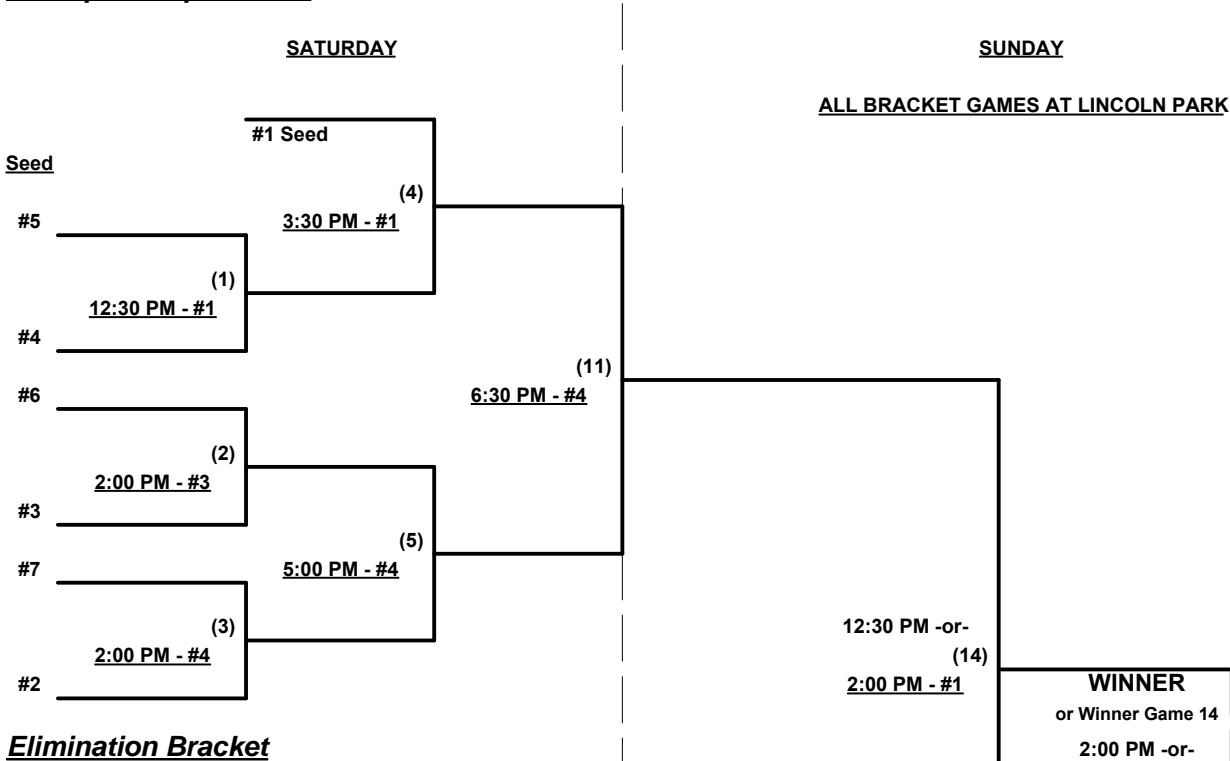 SATURDAY
SUNDAY
ALL BRACKET GAMES AT LINCOLN PARK
#1 Seed
Seed
(4)
#5
3:30 PM - #1
(1)
12:30 PM - #1
#4
(11)
#6
6:30 PM - #4
(2)
2:00 PM - #3
#3
(5)
#7
5:00 PM - #4
(3)
12:30 PM -or-
2:00 PM - #4
(14)
#2
2:00 PM - #1
WINNER
or Winner Game 14
Elimination Bracket
2:00 PM -or-